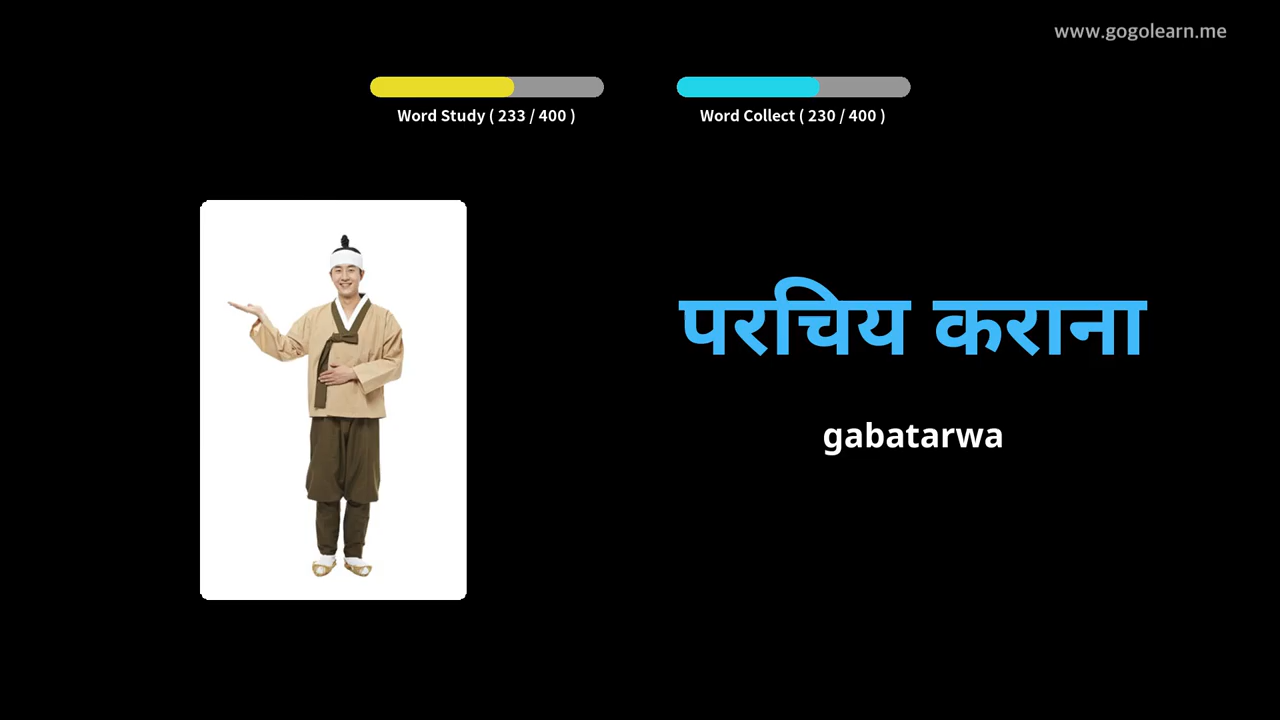 www.gogolearn.me
Word Study ( 233 / 400 )
Word Collect ( 230 / 400 )
परिचय कराना
gabatarwa